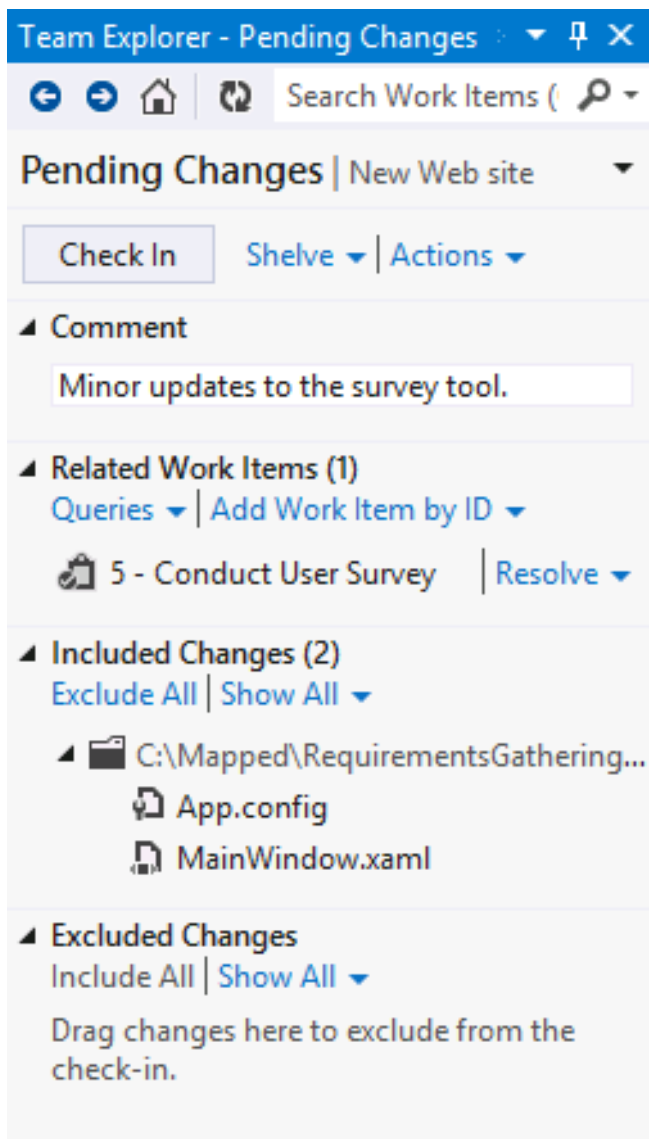 Team Explorer - Pending Changes
Search Work Items (
Pending Changes | New Web site
Check In Shelve | Actions
Comment
Minor updates to the survey tool.
Related Work Items (1)
Queries | Add Work Item by ID
5 - Conduct User Survey | Resolve
Included Changes (2)
Exclude All | Show All
C:\Mapped\RequirementsGathering...
App.config
MainWindow.xaml
Excluded Changes
Include All | Show All
Drag changes here to exclude from the
check-in.